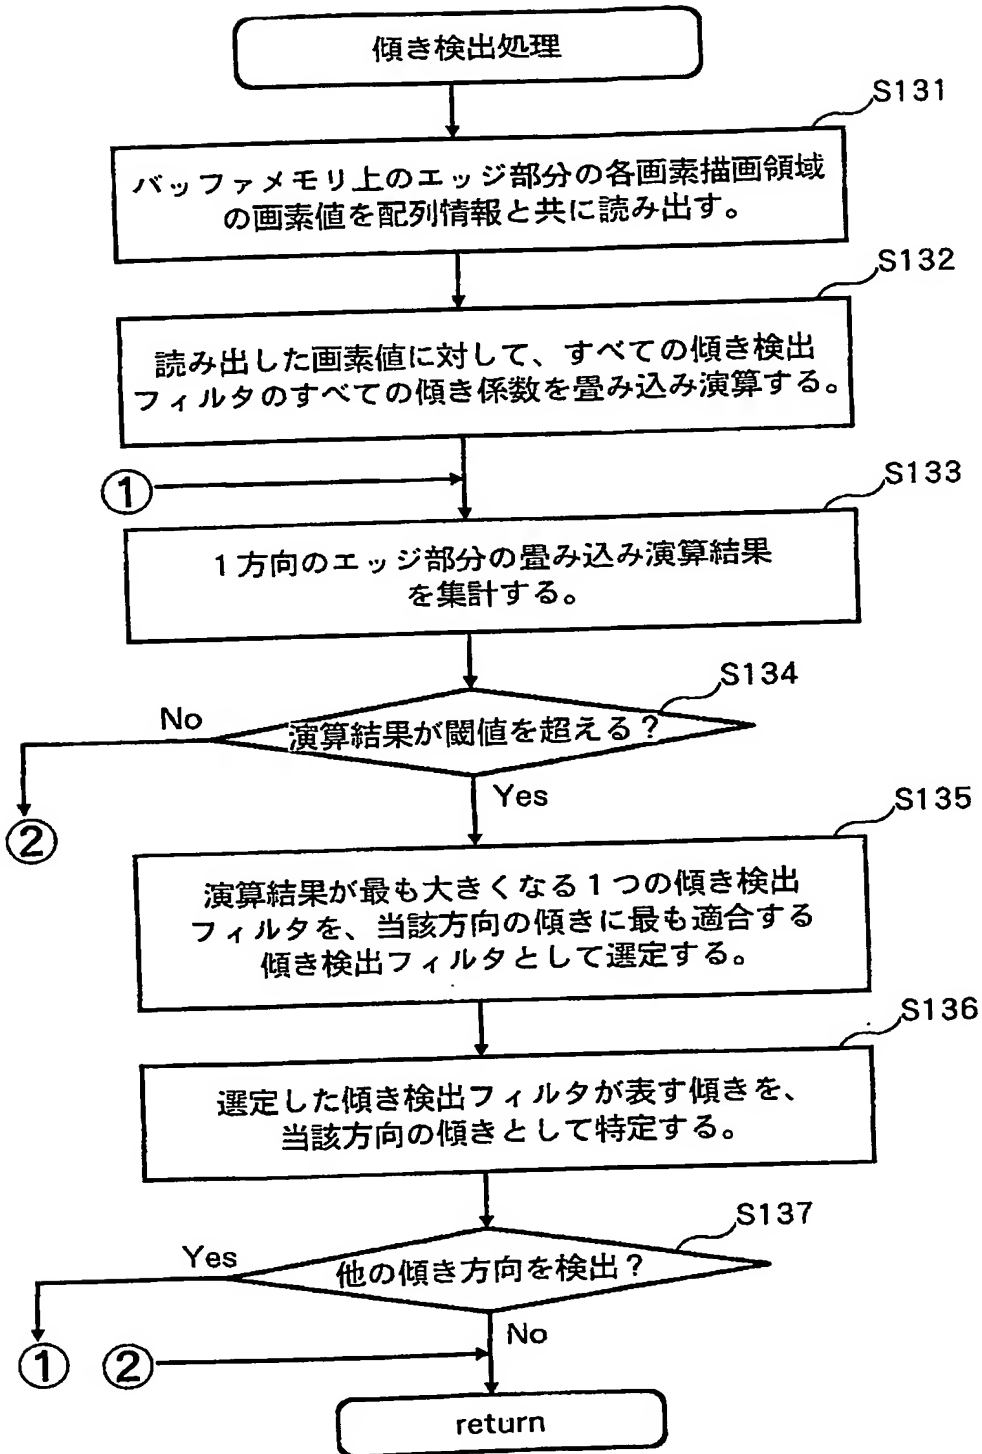 傾き検出処理
S131
バッファメモリ上のエッジ部分の各画素描画領域
の画素値を配列情報と共に読み出す。
S132
読み出した画素値に対して、すべての傾き検出
フィルタのすべての傾き係数を畳み込み演算する。
①
S133
1方向のエッジ部分の畳み込み演算結果
を集計する。
S134
No
演算結果が閾値を超える?
Yes
②
S135
演算結果が最も大きくなる1つの傾き検出
フィルタを、当該方向の傾きに最も適合する
傾き検出フィルタとして選定する。
S136
選定した傾き検出フィルタが表す傾きを、
当該方向の傾きとして特定する。
S137
Yes
他の傾き方向を検出?
No
① ②
return